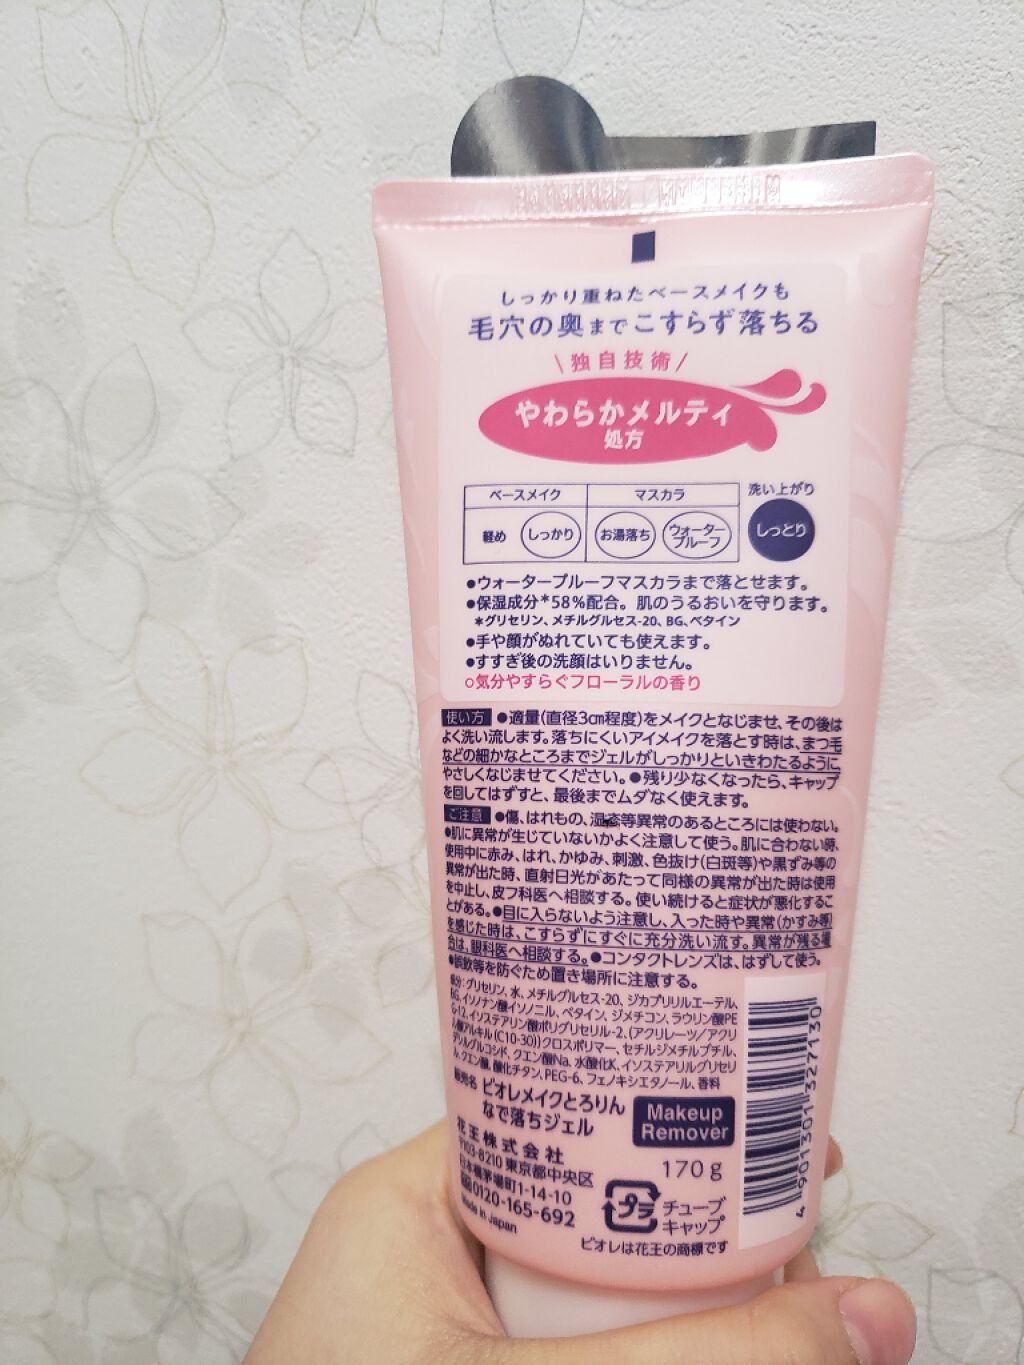 しっかり重ねたベースメイクも
毛穴の奥までこすらず落ちる
\独自技術/
やわらかメルティ
処方
ベースメイク マスカラ 洗い上がり
軽め しっかり お湯落ち ウォータープルーフ しっとり
●ウォータープルーフマスカラまで落とせます。
●保湿成分*58%配合。肌のうるおいを守ります。
*グリセリン、メチルグルセス-20、BG、ベタイン
●手や顔がぬれていても使えます。
●すすぎ後の洗顔はいりません。
○気分やすらぐフローラルの香り
使い方 ●適量(直径3cm程度)をメイクとなじませ、その後は
よく洗い流します。落ちにくいアイメイクを落とす時は、まつ毛
などの細かなところまでジェルがしっかりといきわたるように、
やさしくなじませてください。●残り少なくなったら、キャップ
を回してはずすと、最後までムダなく使えます。
ご注意 ●傷、はれもの、湿疹等異常のあるところには使わない。
●肌に異常が生じていないかよく注意して使う。肌に合わない時、
使用中に赤み、はれ、かゆみ、刺激、色抜け(白斑等)や黒ずみ等の
異常が出た時、直射日光があたって同様の異常が出た時は使用
を中止し、皮フ科医へ相談する。使い続けると症状が悪化するこ
とがある。●目に入らないよう注意し、入った時や異常(かすみ等)
を感じた時は、こすらずにすぐに充分洗い流す。異常が残る場
合は、眼科医へ相談する。●コンタクトレンズは、はずして使う。
●誤飲等を防ぐため置き場所に注意する。
成分:グリセリン、水、メチルグルセス-20、ジカプリリルエーテル、
BG、イソノナン酸イソノニル、ベタイン、ジメチコン、ラウリン酸PE
G-12、イソステアリン酸ポリグリセリル-2、(アクリレーツ/アクリ
ル酸アルキル(C10-30))クロスポリマー、セチルジメチルブチル、
デシルグルコシド、クエン酸Na、水酸化K、イソステアリルグリセリ
ル、クエン酸、酸化チタン、PEG-6、フェノキシエタノール、香料
販売名 ビオレメイクとろりん
なで落ちジェル
Makeup
Remover
花王株式会社
〒103-8210 東京都中央区
日本橋茅場町1-14-10
0120-165-692
Made in Japan
170g
プラ
チューブ
キャップ
ビオレは花王の商標です
4 901301 327130